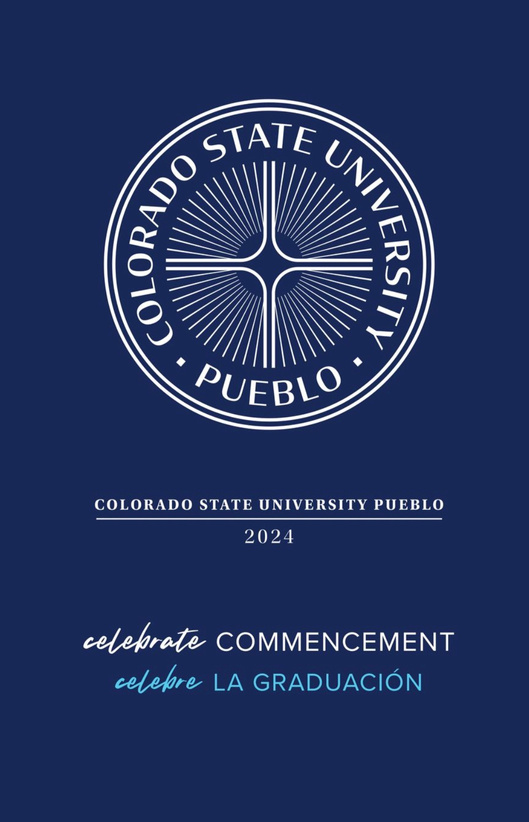 COLORADO STATE UNIVERSITY
• PUEBLO •
COLORADO STATE UNIVERSITY PUEBLO
2024
celebrate COMMENCEMENT
celebre LA GRADUACIÓN